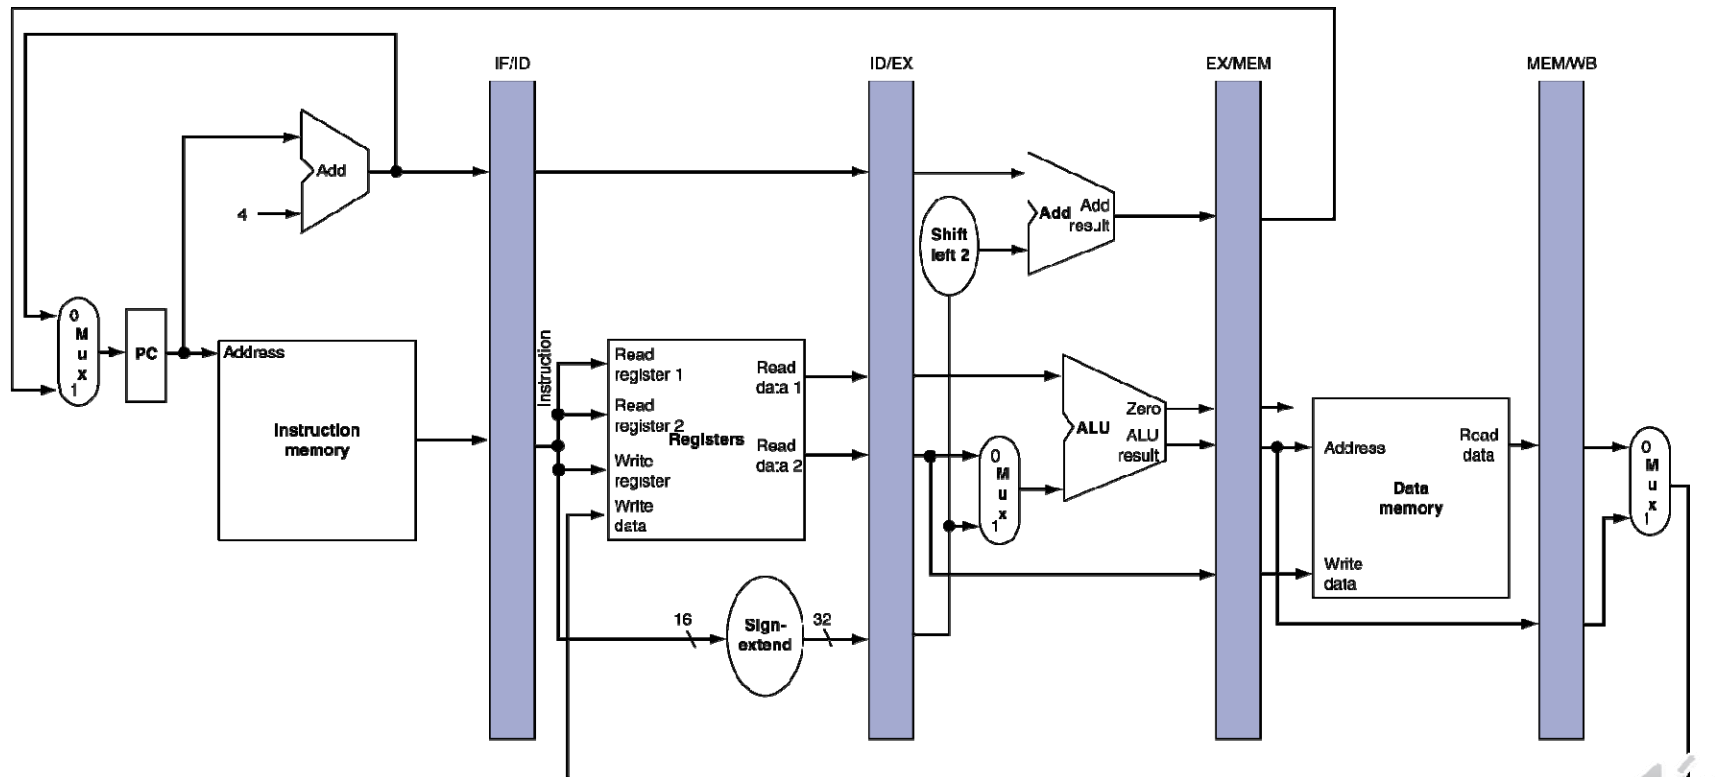 IF/ID
ID/EX
EX/MEM
MEM/WB
Add
4
Shift
left 2
Add
Add
result
0
M
u
x
1
PC
Address
Instruction
memory
Instruction
Read
register 1
Read
register 2
Registers
Write
register
Write
data
Read
data 1
Read
data 2
0
M
u
x
1
Zero
ALU
ALU
result
Address
Read
data
Data
memory
Write
data
0
M
u
x
1
16
Sign-
extend
32